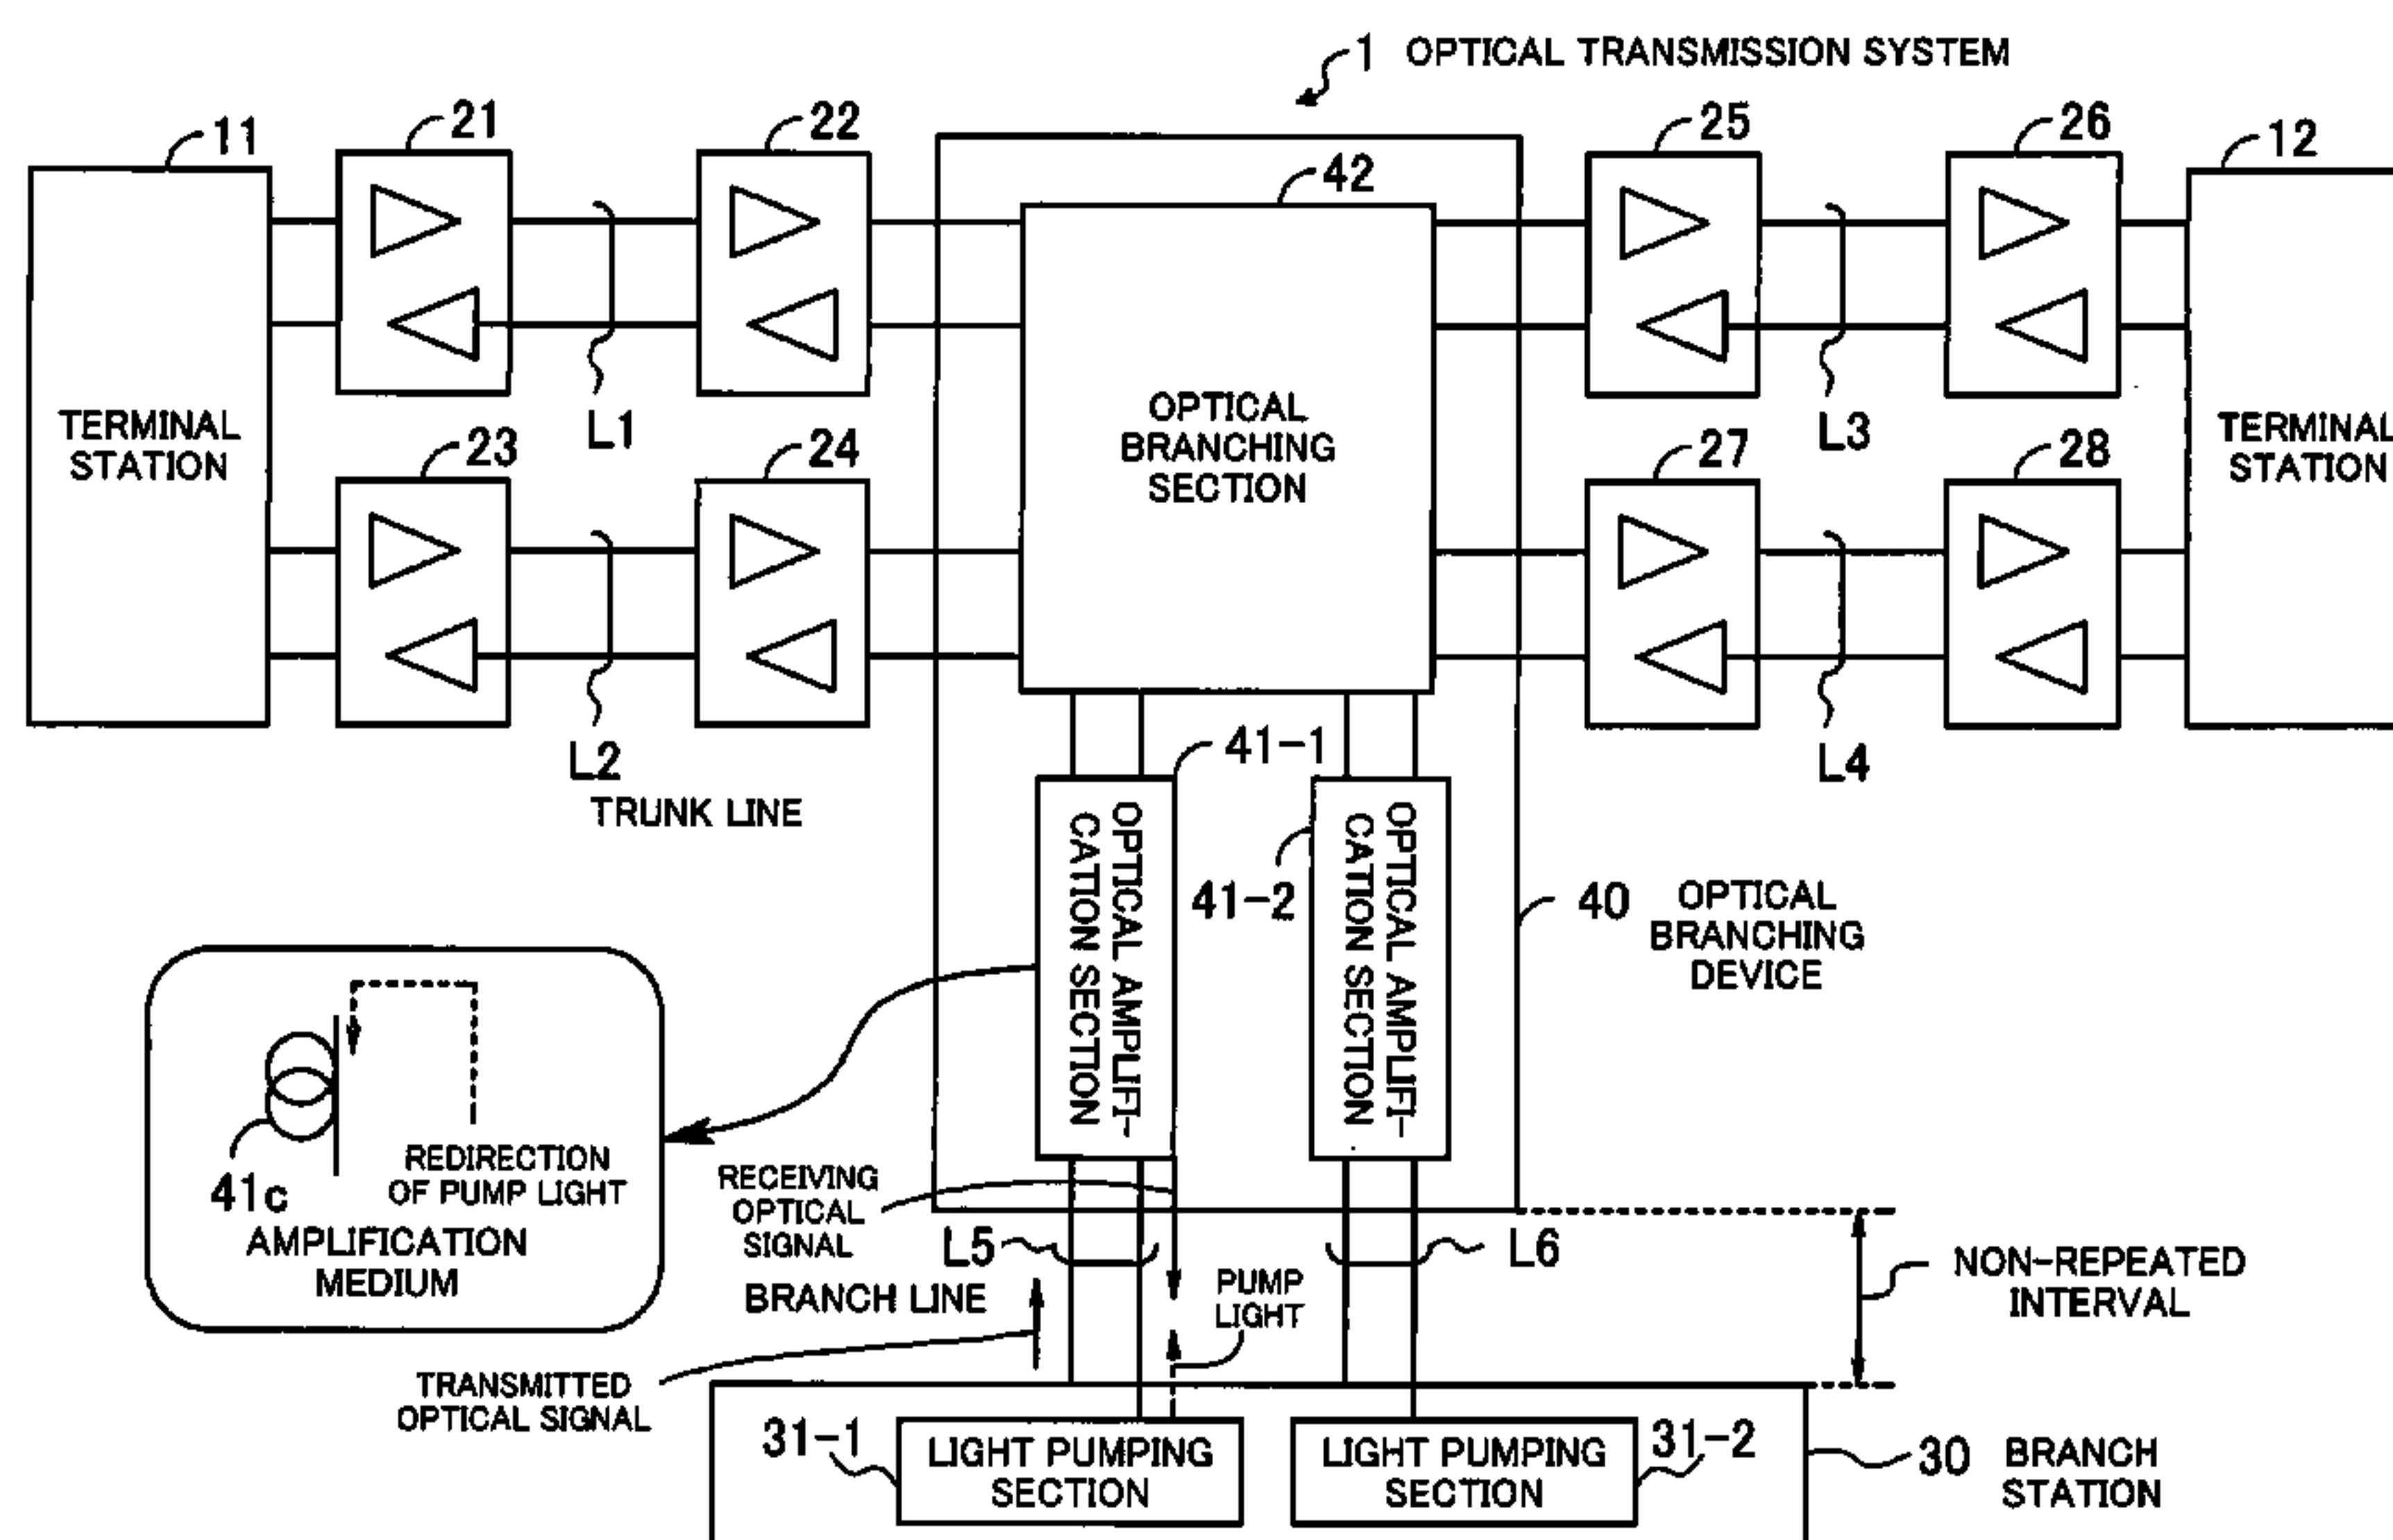 1 OPTICAL TRANSMISSION SYSTEM
11
21
22
25
26
12
42
TERMINAL
STATION
L1
OPTICAL
BRANCHING
SECTION
L3
TERMINAL
STATION
23
24
27
28
L2
TRUNK LINE
41-1
L4
OPTICAL AMPLIFI-
CATION SECTION
41-2
OPTICAL AMPLIFI-
CATION SECTION
40 OPTICAL
BRANCHING
DEVICE
41c
REDIRECTION
OF PUMP LIGHT
AMPLIFICATION
MEDIUM
RECEIVING
OPTICAL
SIGNAL
L5
L6
BRANCH LINE
PUMP
LIGHT
NON-REPEATED
INTERVAL
TRANSMITTED
OPTICAL SIGNAL
31-1
LIGHT PUMPING
SECTION
LIGHT PUMPING
SECTION
31-2
30 BRANCH
STATION